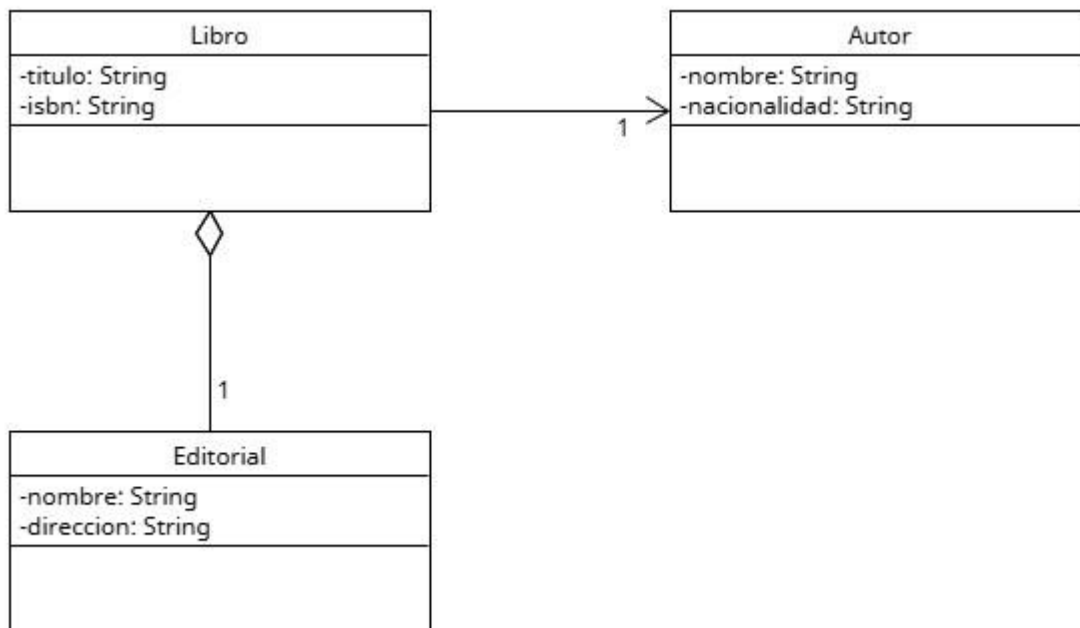 Libro
-titulo: String
-isbn: String
1
Autor
-nombre: String
-nacionalidad: String
1
Editorial
-nombre: String
-direccion: String